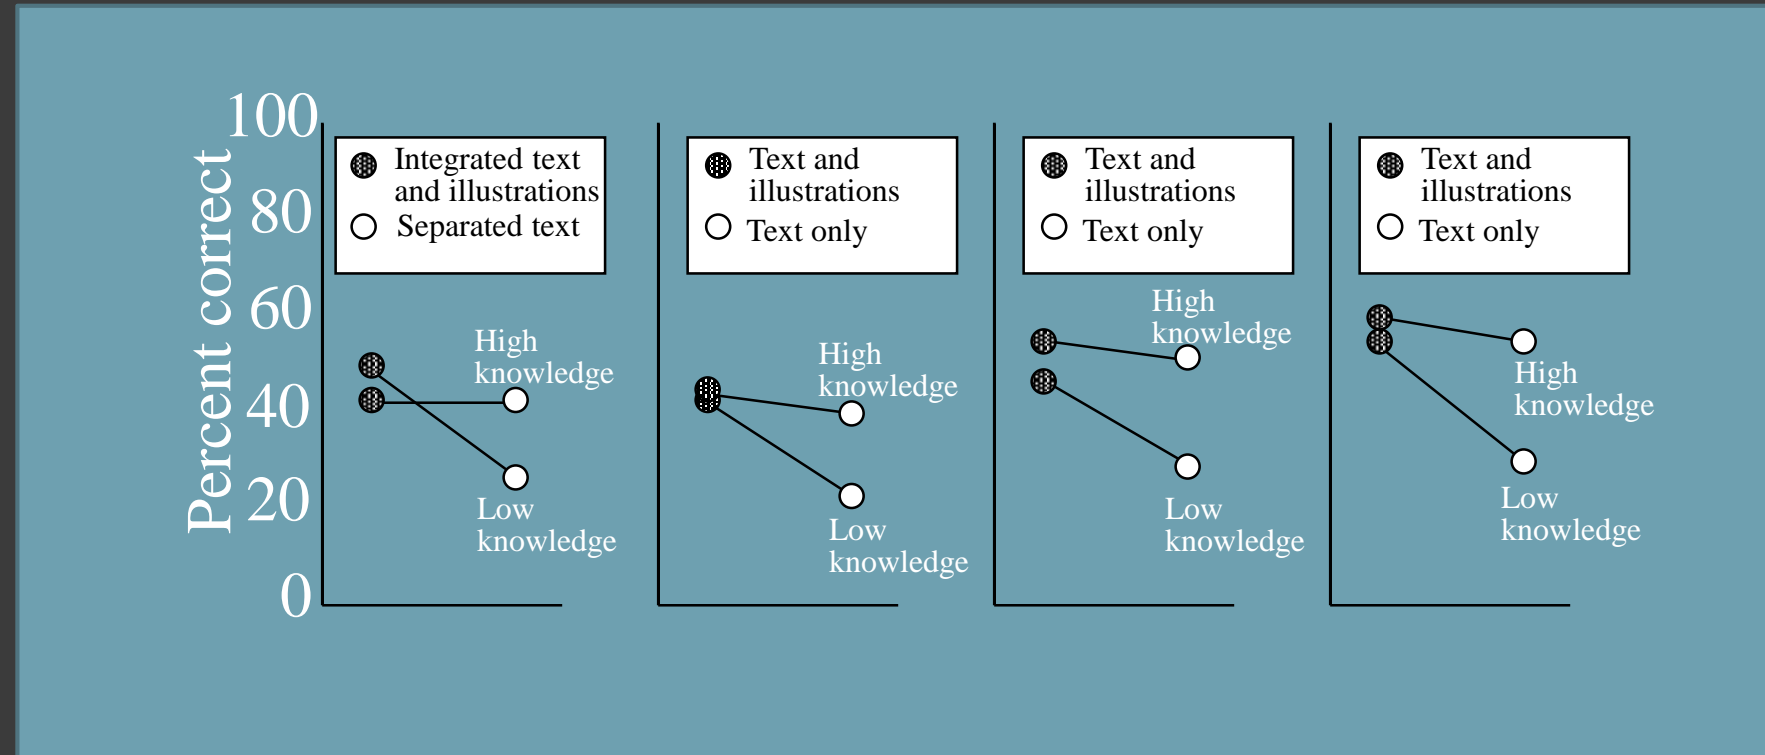 Percent correct
100
80
60
40
20
0
Integrated text
and illustrations
Separated text
High
knowledge
Low
knowledge
Text and
illustrations
Text only
High
knowledge
Low
knowledge
Text and
illustrations
Text only
High
knowledge
Low
knowledge
Text and
illustrations
Text only
High
knowledge
Low
knowledge